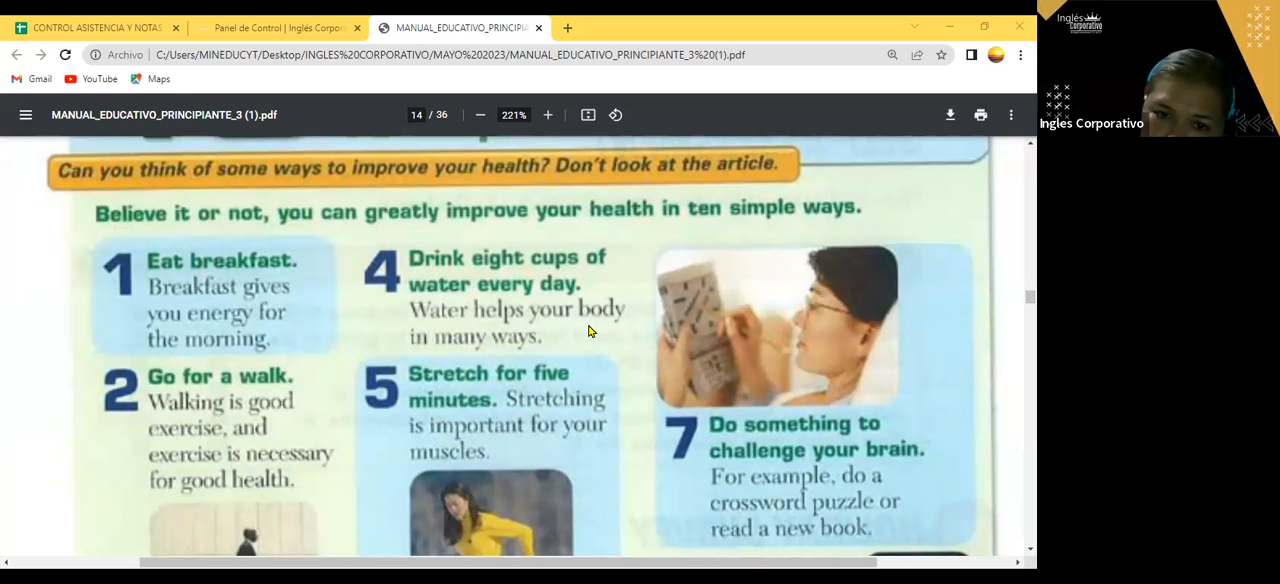 CONTROL ASISTENCIA Y NOTAS
Panel de Control | Inglés Corpor
MANUAL_EDUCATIVO_PRINCIPIANTE
Archivo
C:/Users/MINEDUCYT/Desktop/INGLES%20CORPORATIVO/MAYO%202023/MANUAL_EDUCATIVO_PRINCIPIANTE_3%20(1).pdf
Gmail
YouTube
Maps
MANUAL_EDUCATIVO_PRINCIPIANTE_3 (1).pdf
14 / 36
221%
Can you think of some ways to improve your health? Don't look at the article.
Believe it or not, you can greatly improve your health in ten simple ways.
1 Eat breakfast.
Breakfast gives
you energy for
the morning.
2 Go for a walk.
Walking is good
exercise, and
exercise is necessary
for good health.
4 Drink eight cups of
water every day.
Water helps your body
in many ways.
5 Stretch for five
minutes. Stretching
is important for your
muscles.
7 Do something to
challenge your brain.
For example, do a
crossword puzzle or
read a new book.
Inglés
Corporativo
Ingles Corporativo